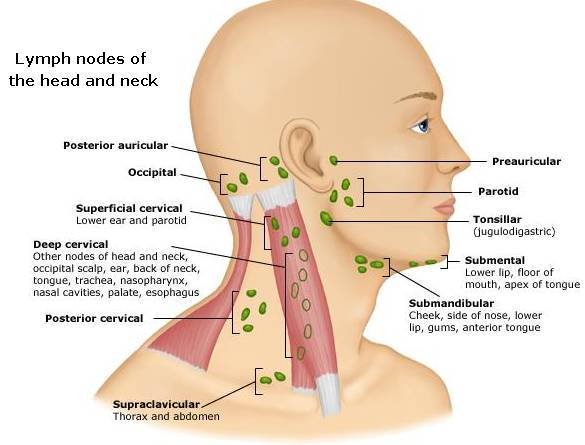 Lymph nodes of
the head and neck
Posterior auricular
Occipital
Superficial cervical
Lower ear and parotid
Deep cervical
Other nodes of head and neck,
occipital scalp, ear, back of neck,
tongue, trachea, nasopharynx,
nasal cavities, palate, esophagus
Posterior cervical
Supraclavicular
Thorax and abdomen
Preauricular
Parotid
Tonsillar
(jugulodigastric)
Submental
Lower lip, floor of
mouth, apex of tongue
Submandibular
Cheek, side of nose, lower
lip, gums, anterior tongue